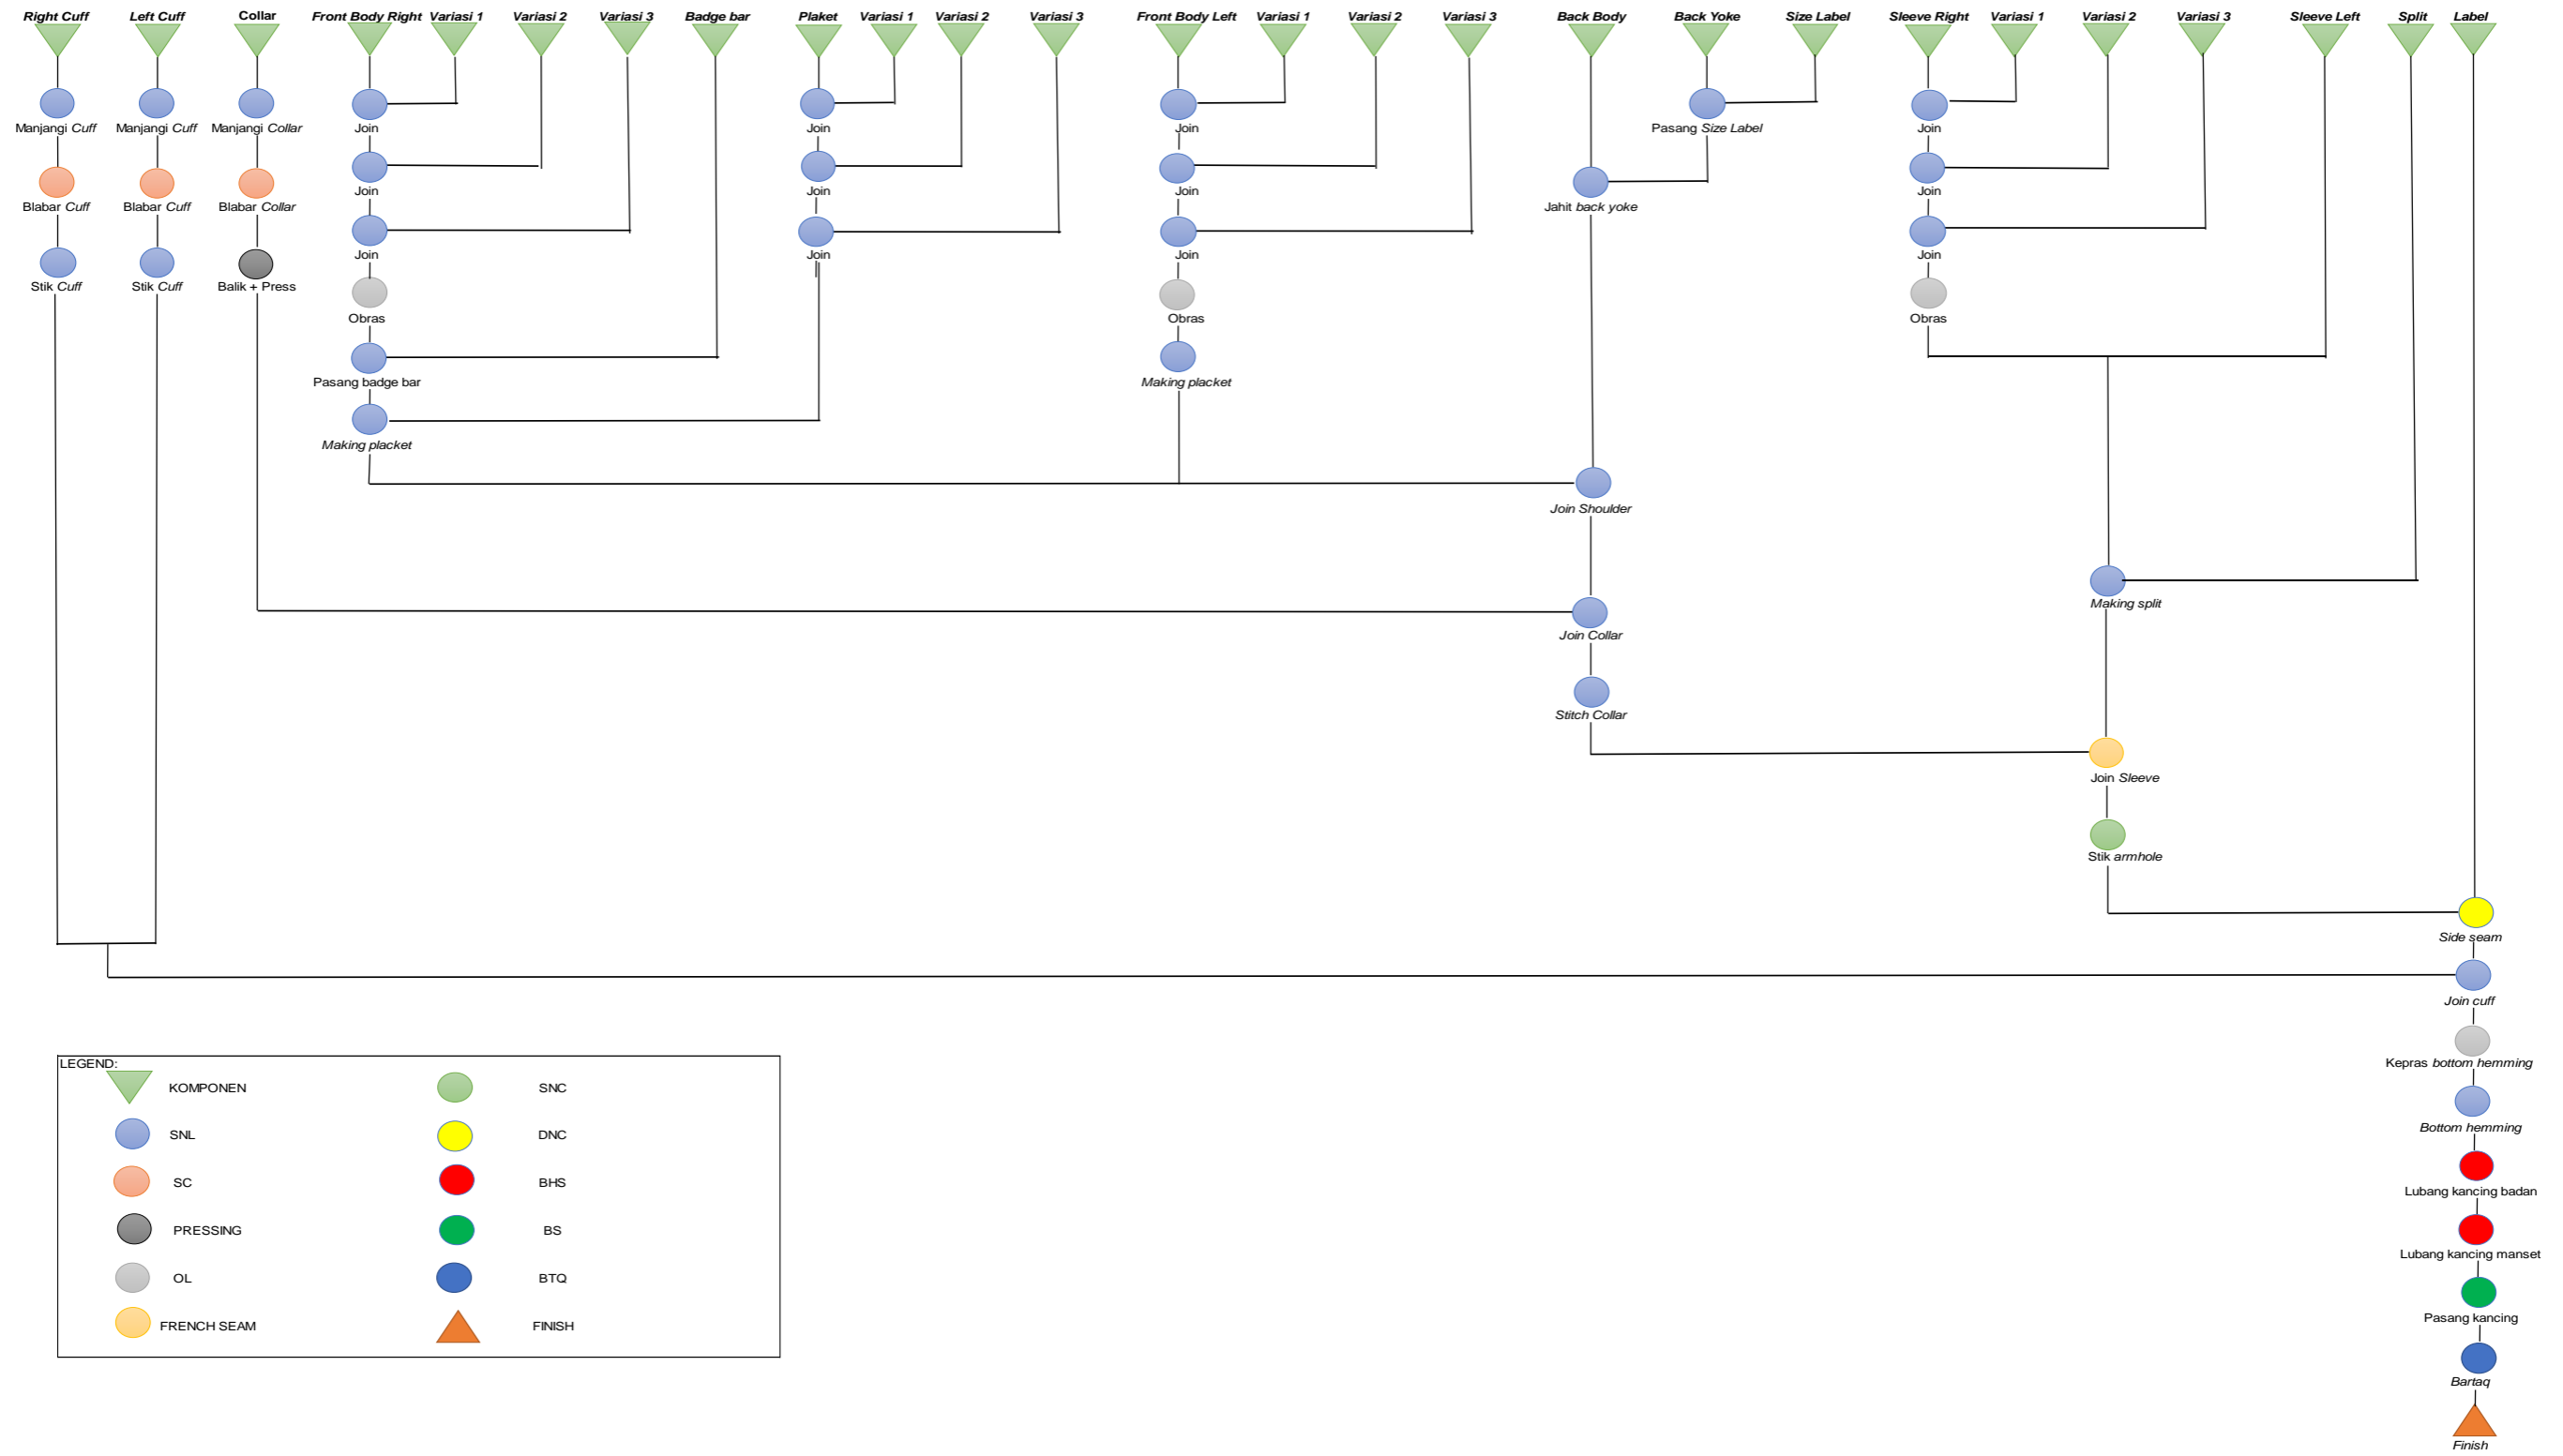 Right Cuff
Left Cuff
Collar
Front Body Right
Variasi 1
Variasi 2
Variasi 3
Badge bar
Plaket
Variasi 1
Variasi 2
Variasi 3
Front Body Left
Variasi 1
Variasi 2
Variasi 3
Back Body
Back Yoke
Size Label
Sleeve Right
Variasi 1
Variasi 2
Variasi 3
Sleeve Left
Split
Label
Manjangi Cuff
Manjangi Cuff
Manjangi Collar
Join
Join
Join
Pasang Size Label
Join
Join
Join
Join
Join
Blabar Cuff
Blabar Cuff
Blabar Collar
Jahit back yoke
Join
Join
Join
Join
Stik Cuff
Stik Cuff
Balik + Press
Obras
Obras
Obras
Pasang badge bar
Making placket
Making placket
Join Shoulder
Making split
Join Collar
Stitch Collar
Join Sleeve
Stik armhole
Side seam
Join cuff
Kepras bottom hemming
Bottom hemming
Lubang kancing badan
Lubang kancing manset
Pasang kancing
Bartaq
Finish
LEGEND:
KOMPONEN
SNC
SNL
DNC
SC
BHS
PRESSING
BS
OL
BTQ
FRENCH SEAM
FINISH